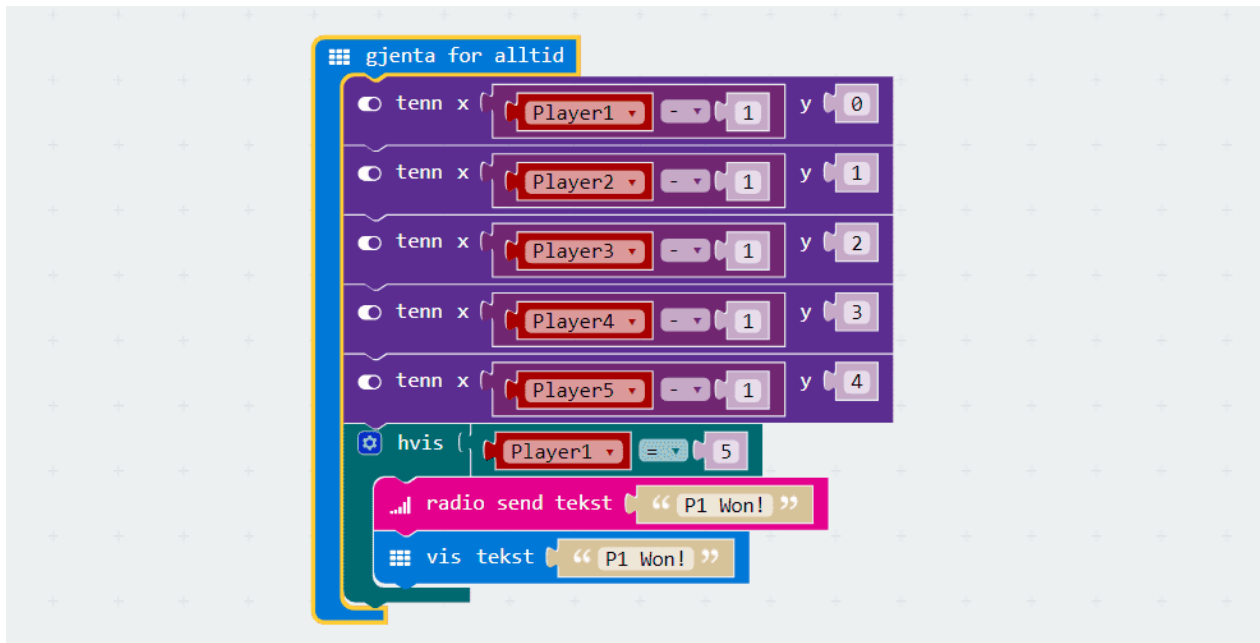 gjenta for alltid
tenn x Player1 - 1 y 0
tenn x Player2 - 1 y 1
tenn x Player3 - 1 y 2
tenn x Player4 - 1 y 3
tenn x Player5 - 1 y 4
hvis Player1 = 5
radio send tekst “ P1 Won! ”
vis tekst “ P1 Won! ”